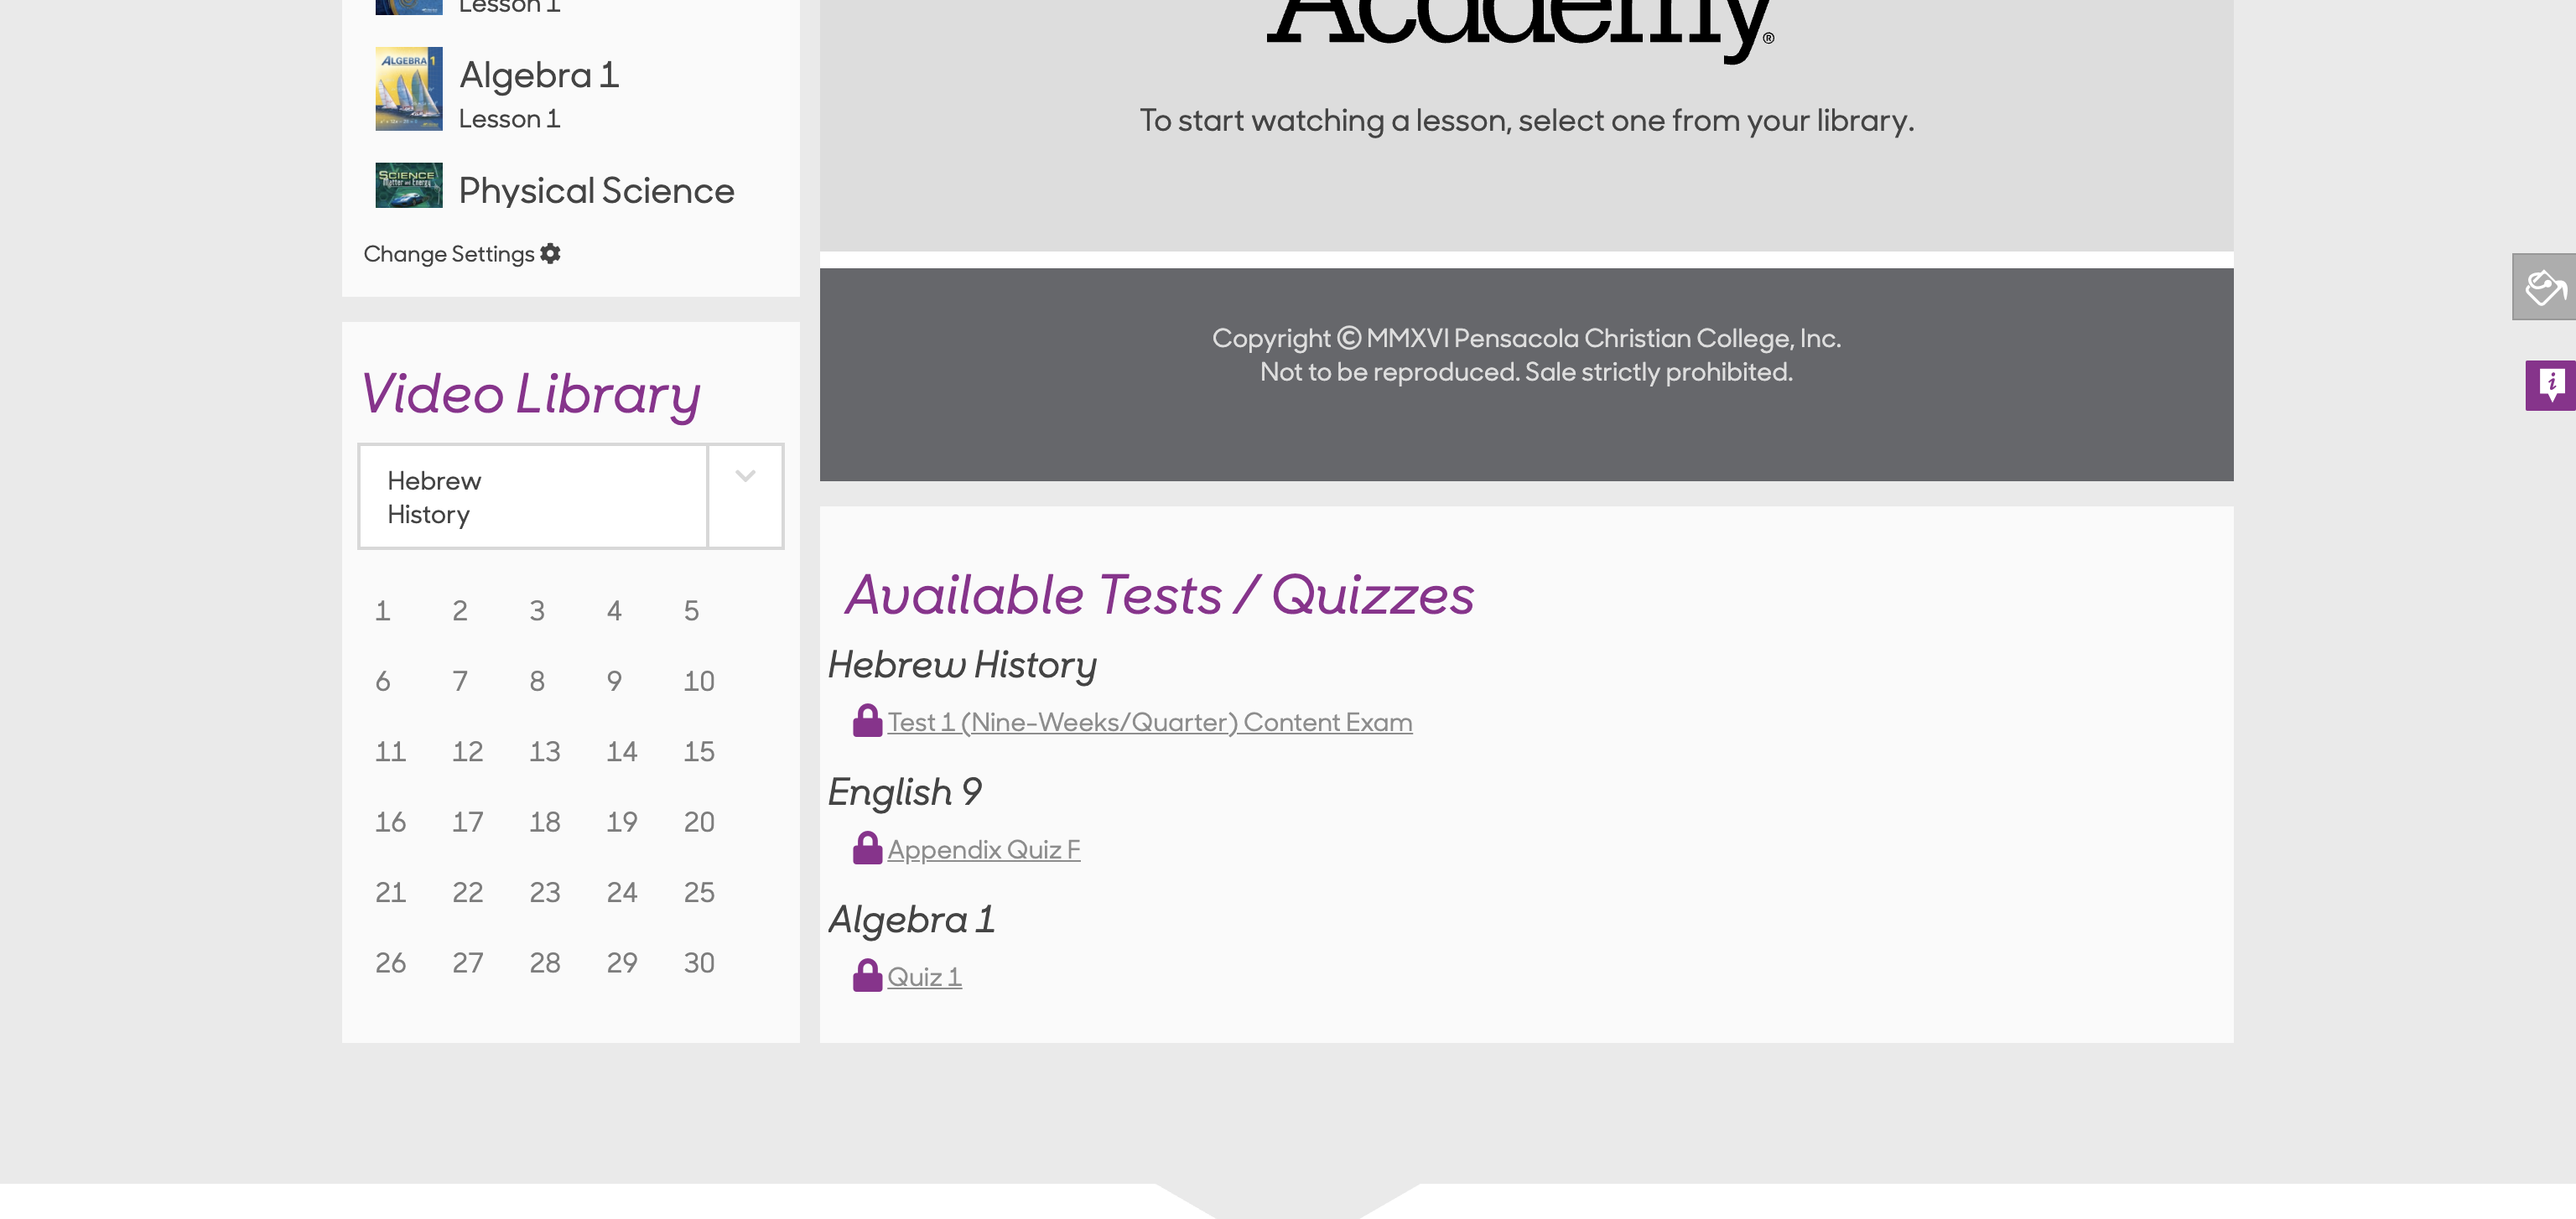 Lesson 1
ALGEBRA 1
Algebra 1
Lesson 1
SCIENCE
Matter and Energy
Physical Science
Change Settings
Video Library
Hebrew
History
1 2 3 4 5
6 7 8 9 10
11 12 13 14 15
16 17 18 19 20
21 22 23 24 25
26 27 28 29 30
Academy®
To start watching a lesson, select one from your library.
Copyright © MMXVI Pensacola Christian College, Inc.
Not to be reproduced. Sale strictly prohibited.
Available Tests / Quizzes
Hebrew History
Test 1 (Nine-Weeks/Quarter) Content Exam
English 9
Appendix Quiz F
Algebra 1
Quiz 1
i